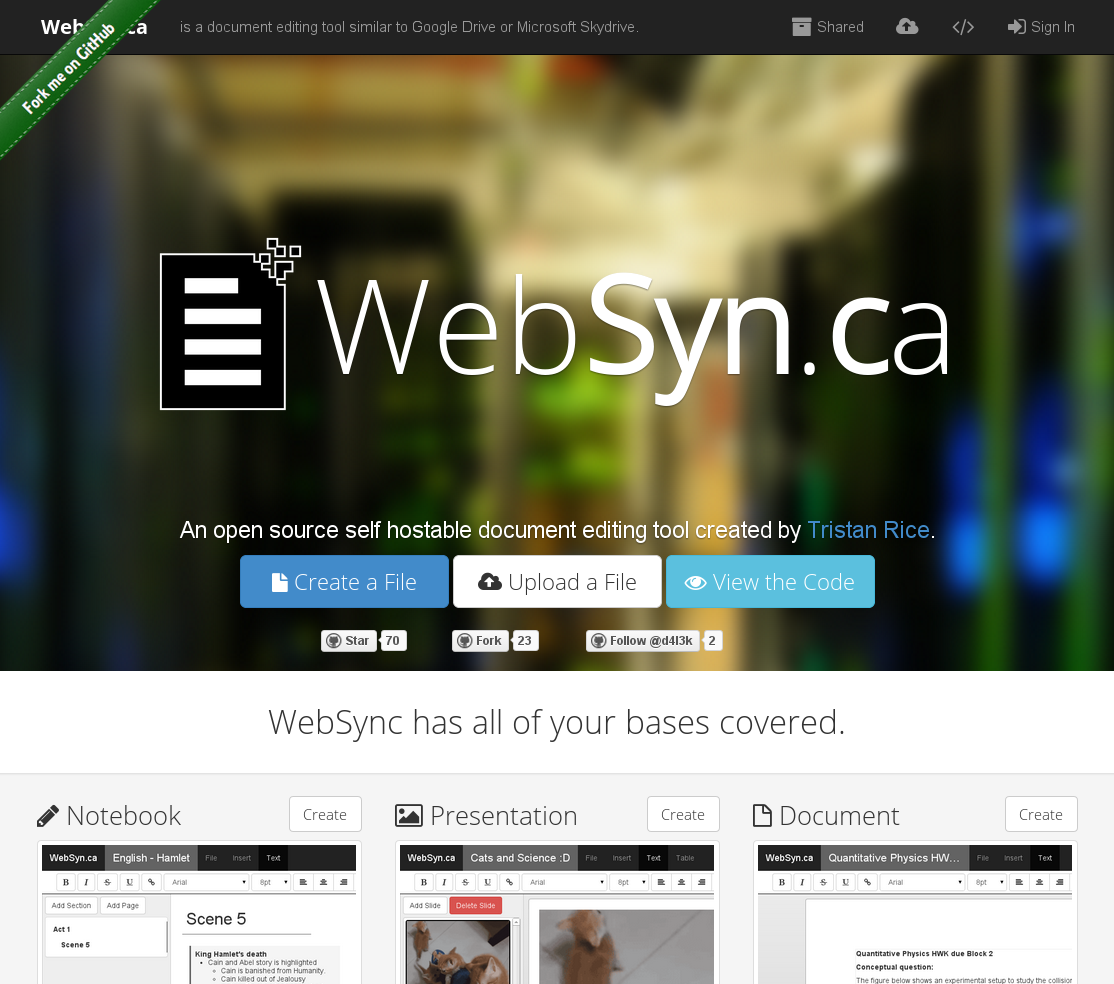 WebSyn.ca is a document editing tool similar to Google Drive or Microsoft Skydrive. Shared Sign In
Fork me on GitHub
WebSyn.ca
An open source self hostable document editing tool created by Tristan Rice.
Create a File Upload a File View the Code
Star 70 Fork 23 Follow @d4l3k 2
WebSync has all of your bases covered.
Notebook Create Presentation Create Document Create
WebSyn.ca English - Hamlet File Insert Text WebSyn.ca Cats and Science :D File Insert Text Table WebSyn.ca Quantitative Physics HW... File Insert Text
B I S U Arial 8pt B I S U Arial 8pt B I S U Arial 8pt
Add Section Add Page Add Slide Delete Slide
Scene 5
Act 1
Scene 5
King Hamlet's death
Cain and Abel story is highlighted
Cain is banished from Humanity.
Cain killed out of Jealousy
Quantitative Physics HWK due Block 2
Conceptual question:
The figure below shows an experimental setup to study the collision